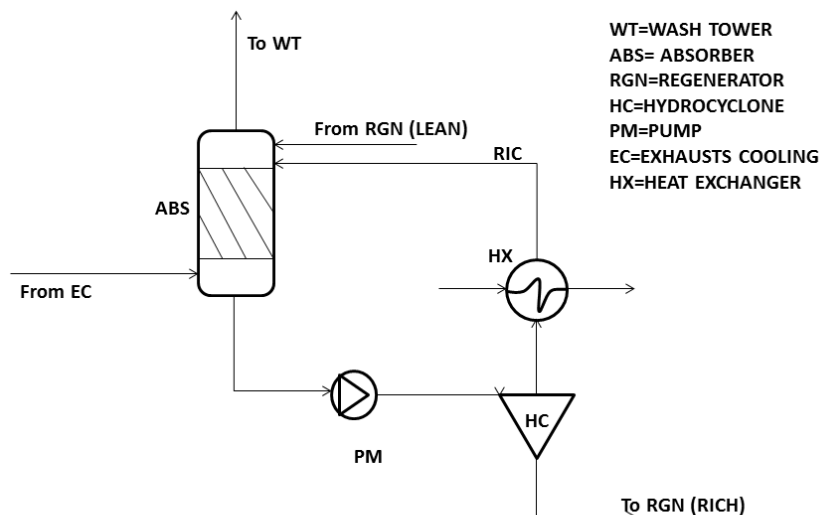 To WT
From RGN (LEAN)
RIC
ABS
HX
From EC
HC
PM
To RGN (RICH)
WT=WASH TOWER
ABS= ABSORBER
RGN=REGENERATOR
HC=HYDROCYCLONE
PM=PUMP
EC=EXHAUSTS COOLING
HX=HEAT EXCHANGER